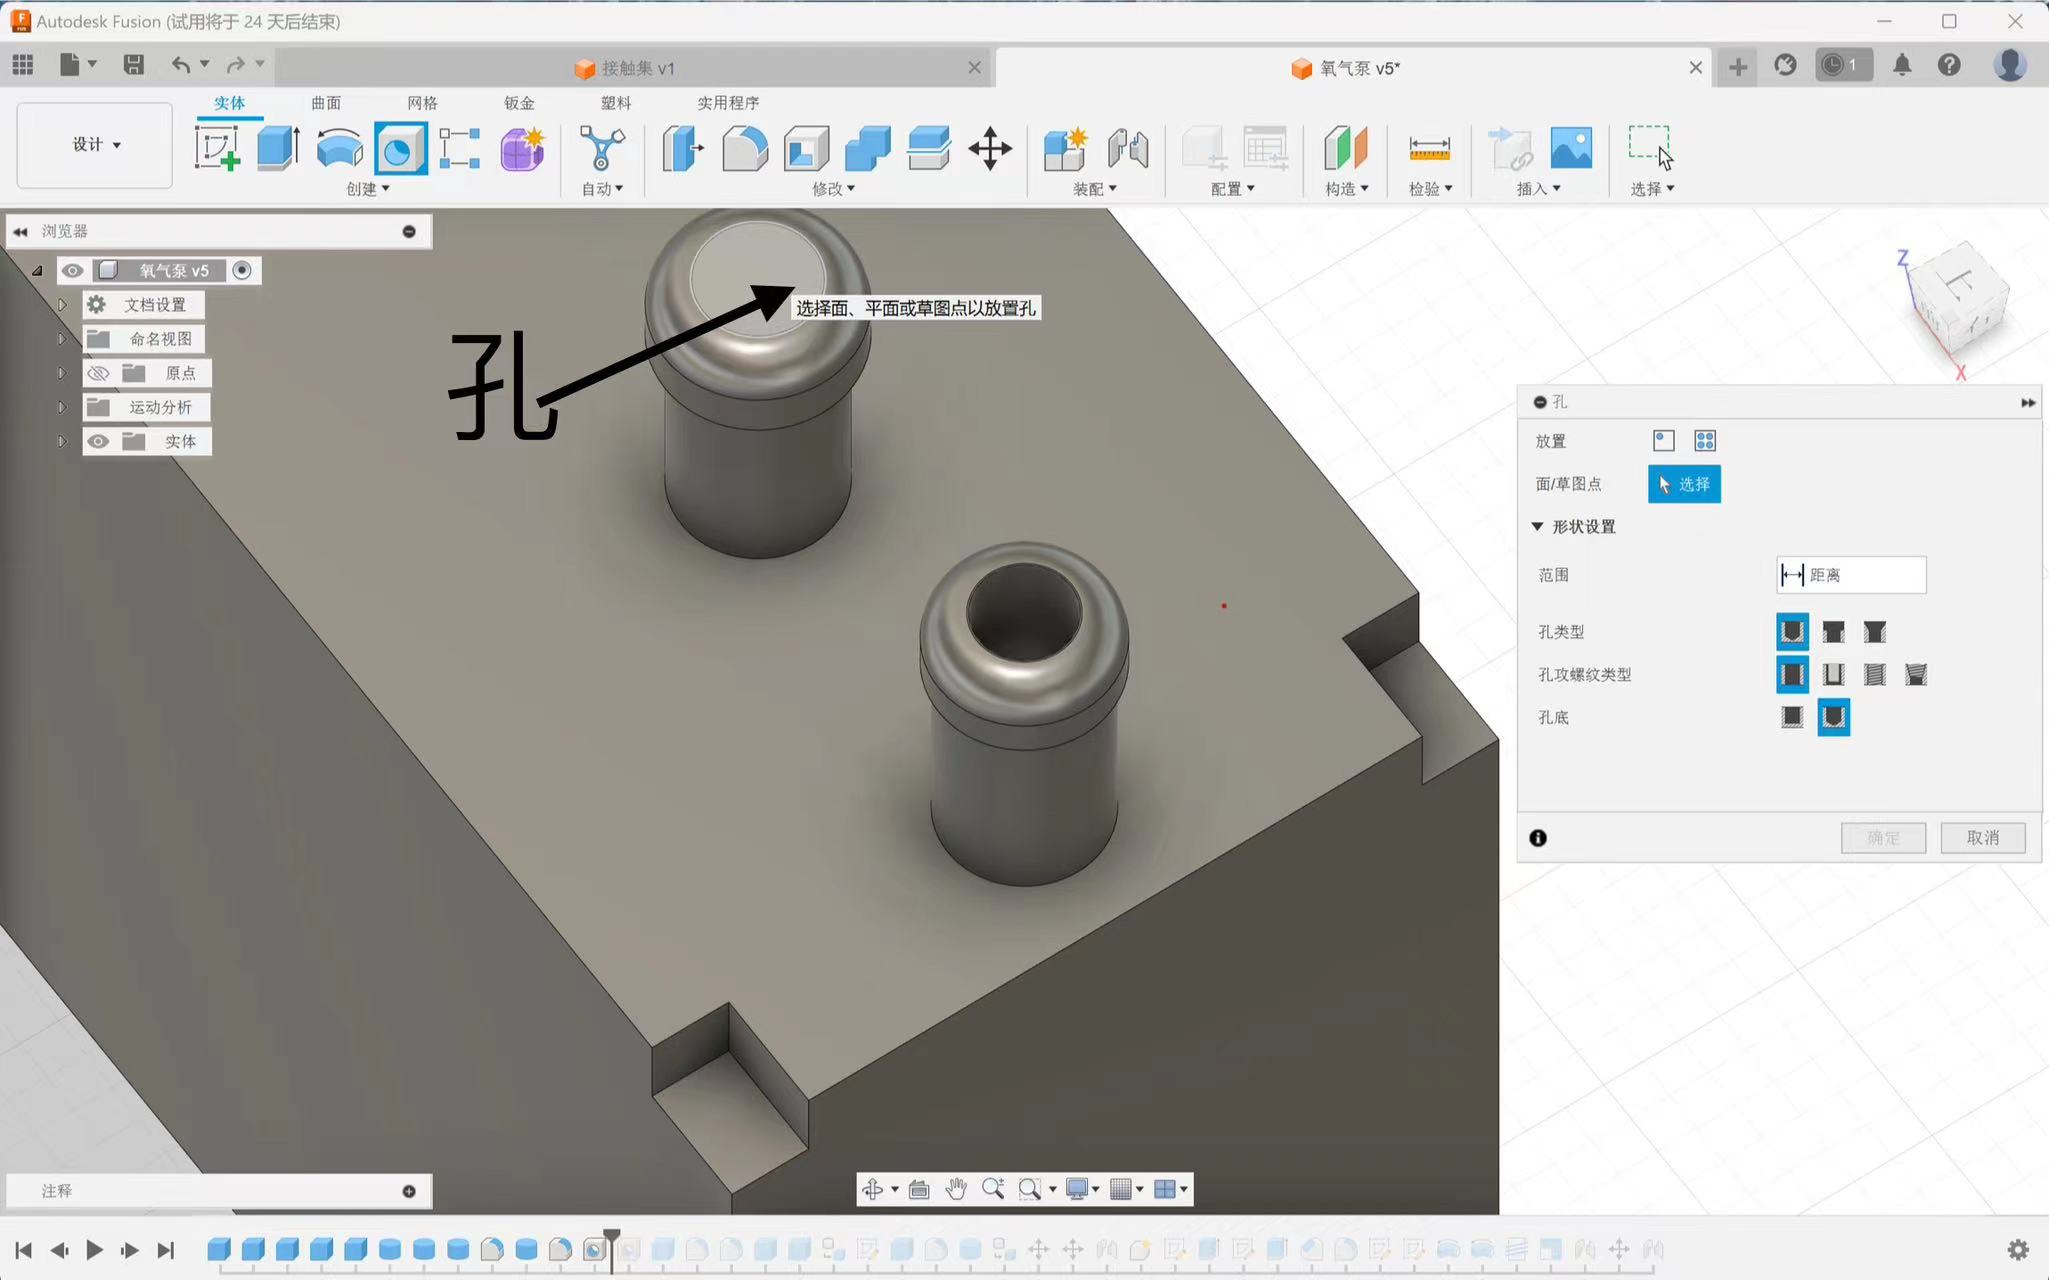 Autodesk Fusion (试用将于 24 天后结束)
接触集 v1
氧气泵 v5*
1
设计
实体 曲面 网格 钣金 塑料 实用程序
创建 自动 修改 装配 配置 构造 检验 插入 选择
浏览器
氧气泵 v5
文档设置
命名视图
原点
运动分析
实体
选择面、平面或草图点以放置孔
孔
Z
X
孔
放置
面/草图点 选择
形状设置
范围 距离
孔类型
孔攻螺纹类型
孔底
确定 取消
注释